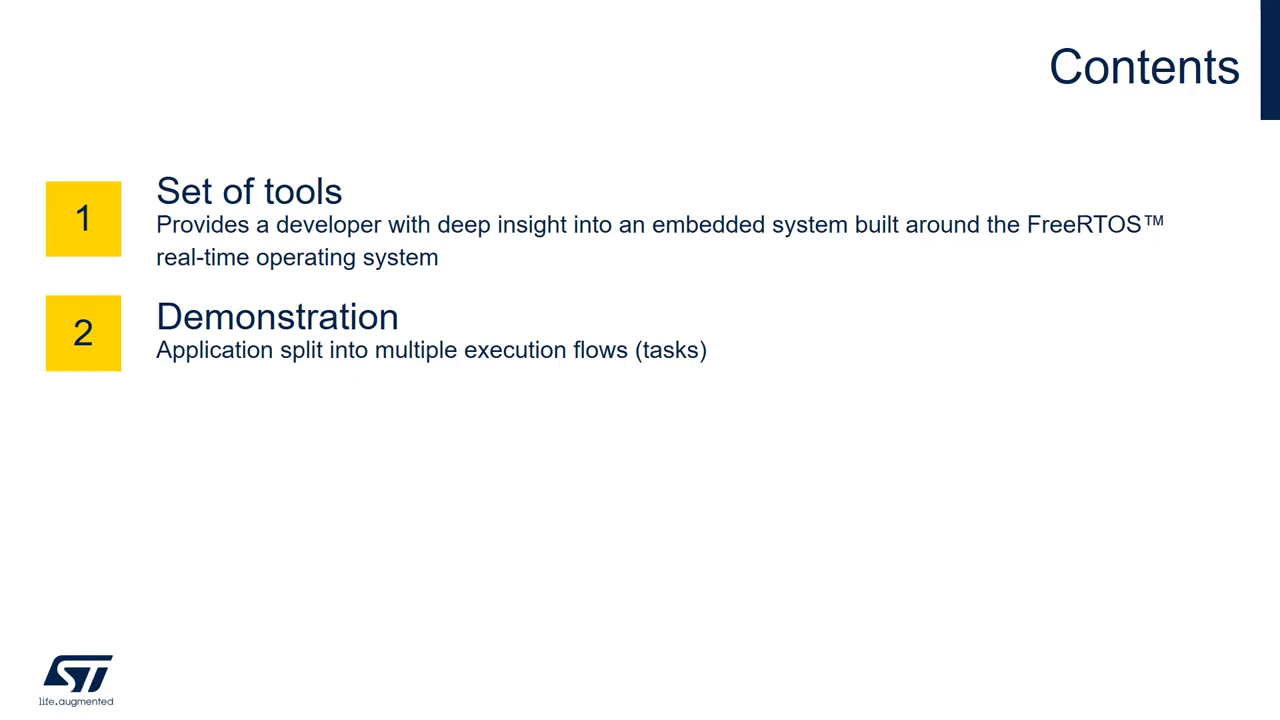 Contents
1
Set of tools
Provides a developer with deep insight into an embedded system built around the FreeRTOS™
real-time operating system
2
Demonstration
Application split into multiple execution flows (tasks)
ST
life.augmented